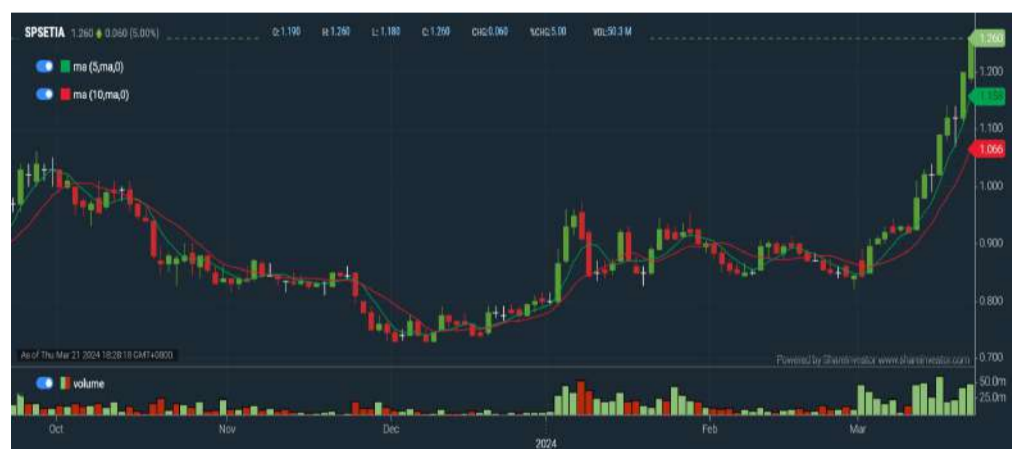 SPSETIA 1.260 0.060 (5.00%) O:1.190 H:1.260 L:1.180 C:1.260 CHG:0.060 %CHG:5.00 VOL:50.3 M
1.260
ma (5,ma,0)
1.200
ma (10,ma,0)
1.158
1.100
1.066
1.000
0.900
0.800
As of Thu Mar 21 2024 18:28:18 GMT+0800
Powered by ShareInvestor www.shareinvestor.com
0.700
volume
50.0m
25.0m
Oct Nov Dec Feb Mar
2024